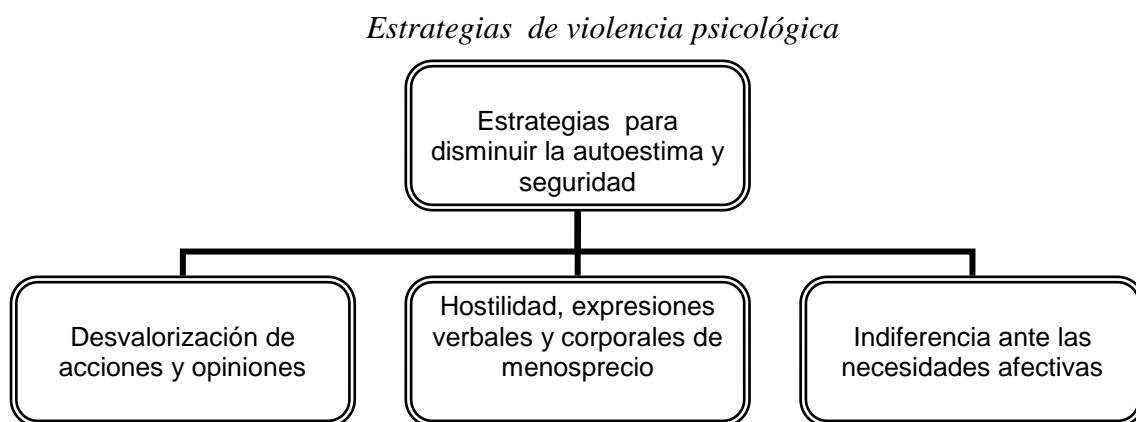 Estrategias de violencia psicológica
Estrategias para
disminuir la autoestima y
seguridad
Desvalorización de
acciones y opiniones
Hostilidad, expresiones
verbales y corporales de
menosprecio
Indiferencia ante las
necesidades afectivas